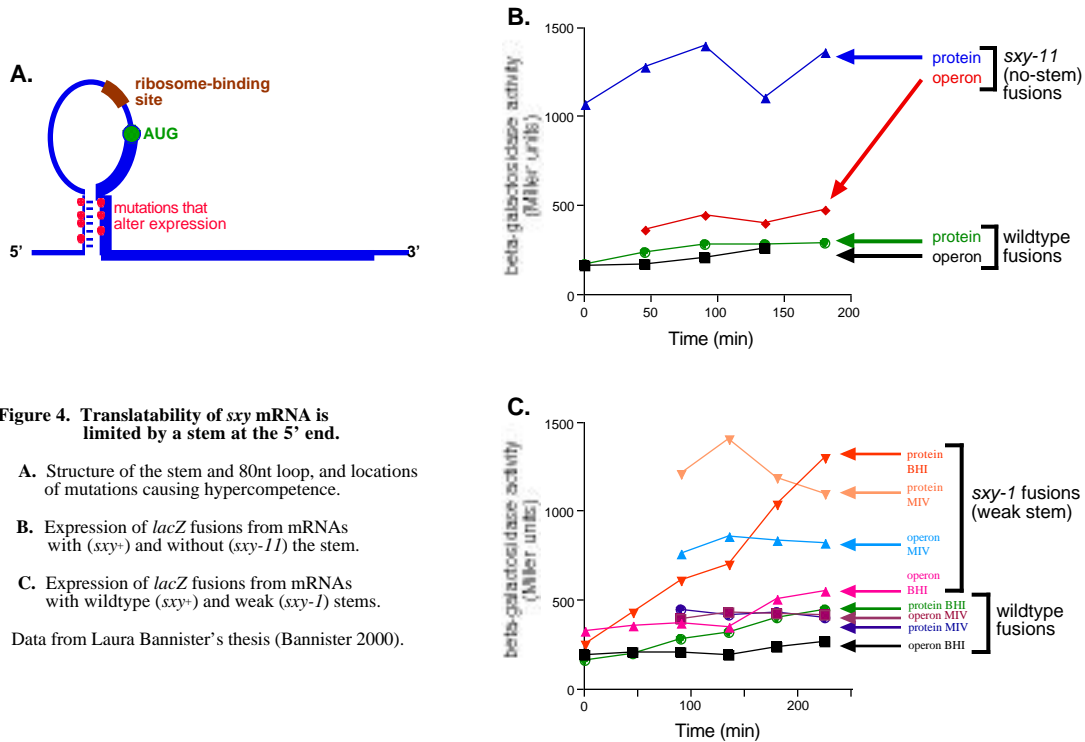 A.
ribosome-binding
site
AUG
mutations that
alter expression
5'
3'
Figure 4. Translatability of sxy mRNA is
limited by a stem at the 5' end.
A. Structure of the stem and 80nt loop, and locations
of mutations causing hypercompetence.
B. Expression of lacZ fusions from mRNAs
with (sxy+) and without (sxy-11) the stem.
C. Expression of lacZ fusions from mRNAs
with wildtype (sxy+) and weak (sxy-1) stems.
Data from Laura Bannister's thesis (Bannister 2000).
B.
beta-galactosidase activity
(Miller units)
1500
1000
500
0
0 50 100 150 200
Time (min)
protein
operon
sxy-11
(no-stem)
fusions
protein
operon
wildtype
fusions
C.
beta-galactosidase activity
(Miller units)
1500
1000
500
0
0 100 200
Time (min)
protein
BHI
protein
MIV
operon
MIV
operon
BHI
sxy-1 fusions
(weak stem)
protein BHI
operon MIV
protein MIV
operon BHI
wildtype
fusions